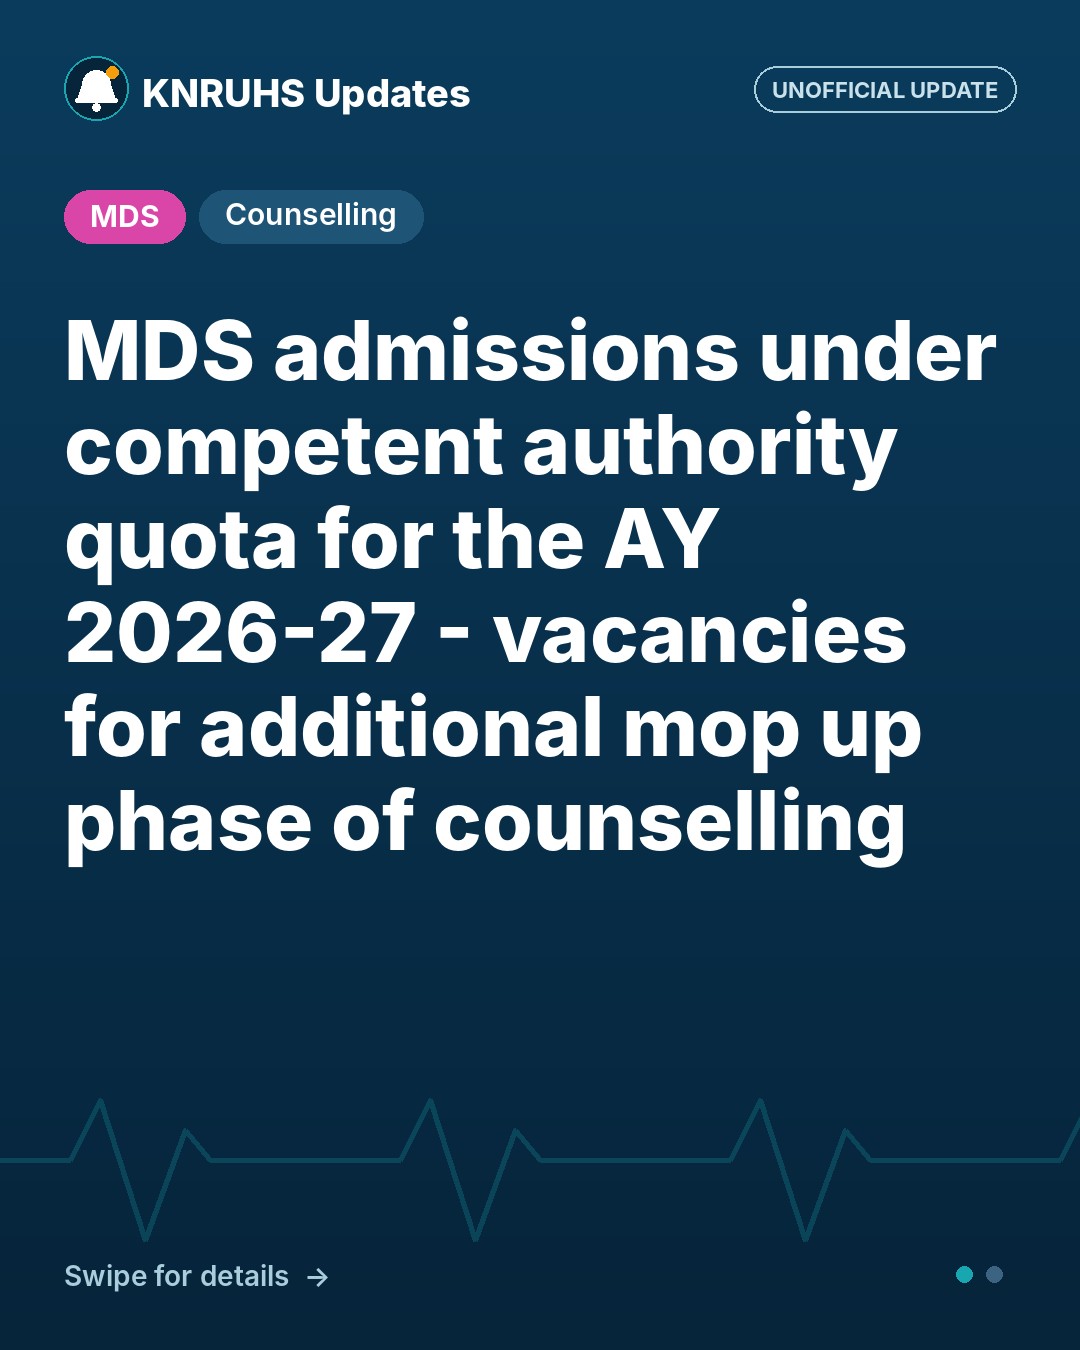 KNRUHS Updates
UNOFFICIAL UPDATE
MDS
Counselling
MDS admissions under
competent authority
quota for the AY
2026-27 - vacancies
for additional mop up
phase of counselling
Swipe for details →